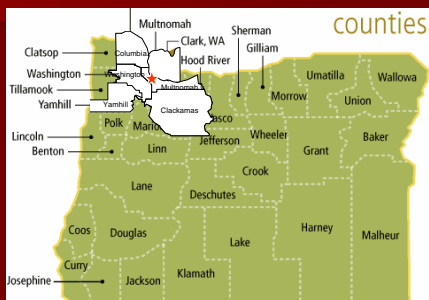 counties
Multnomah
Clark, WA
Hood River
Sherman
Gilliam
Clatsop
Columbia
Washington
Washington
Tillamook
Multnomah
Yamhill
Yamhill
Clackamas
Umatilla
Wallowa
Morrow
Union
Polk
Mario
asco
Lincoln
Benton
Linn
Jefferson
Wheeler
Grant
Baker
Crook
Lane
Deschutes
Coos
Douglas
Lake
Harney
Malheur
Curry
Josephine
Jackson
Klamath